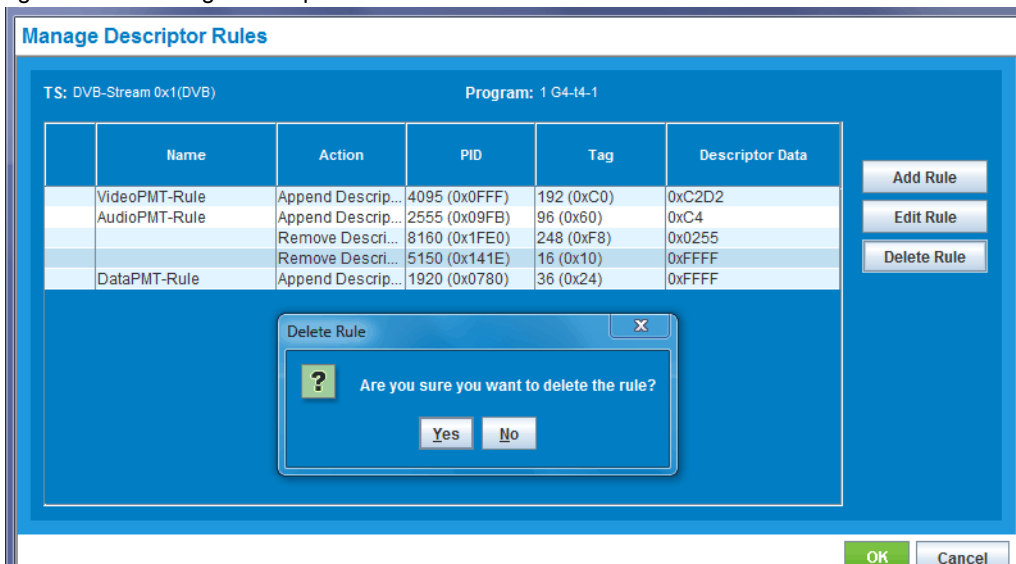 Manage Descriptor Rules
TS: DVB-Stream 0x1(DVB) Program: 1 G4-t4-1
Name Action PID Tag Descriptor Data
VideoPMT-Rule Append Descrip... 4095 (0x0FFF) 192 (0xC0) 0xC2D2
AudioPMT-Rule Append Descrip... 2555 (0x09FB) 96 (0x60) 0xC4
Remove Descri... 8160 (0x1FE0) 248 (0xF8) 0x0255
Remove Descri... 5150 (0x141E) 16 (0x10) 0xFFFF
DataPMT-Rule Append Descrip... 1920 (0x0780) 36 (0x24) 0xFFFF
Add Rule
Edit Rule
Delete Rule
Delete Rule X
? Are you sure you want to delete the rule?
Yes No
OK Cancel